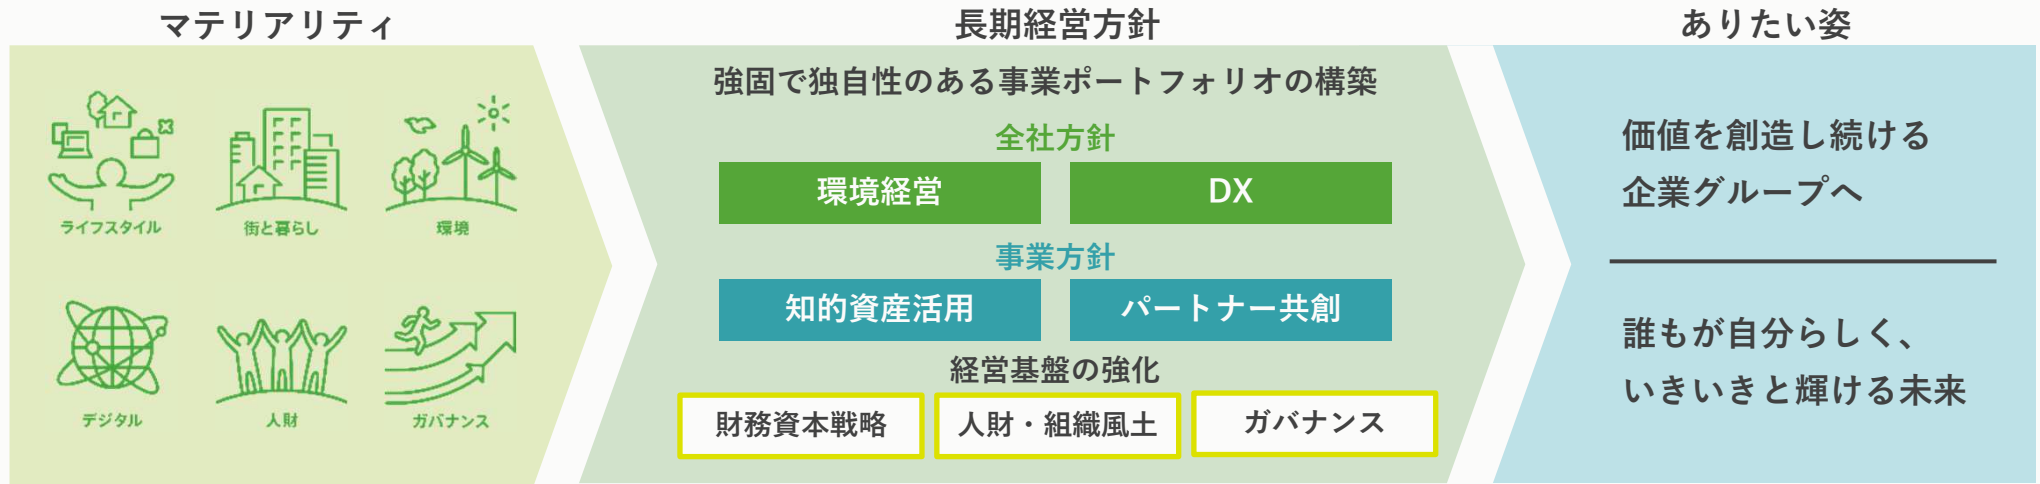 マテリアリティ
ライフスタイル
街と暮らし
環境
デジタル
人財
ガバナンス
長期経営方針
強固で独自性のある事業ポートフォリオの構築
全社方針
環境経営
DX
事業方針
知的資産活用
パートナー共創
経営基盤の強化
財務資本戦略
人財・組織風土
ガバナンス
ありたい姿
価値を創造し続ける
企業グループへ
誰もが自分らしく、
いきいきと輝ける未来